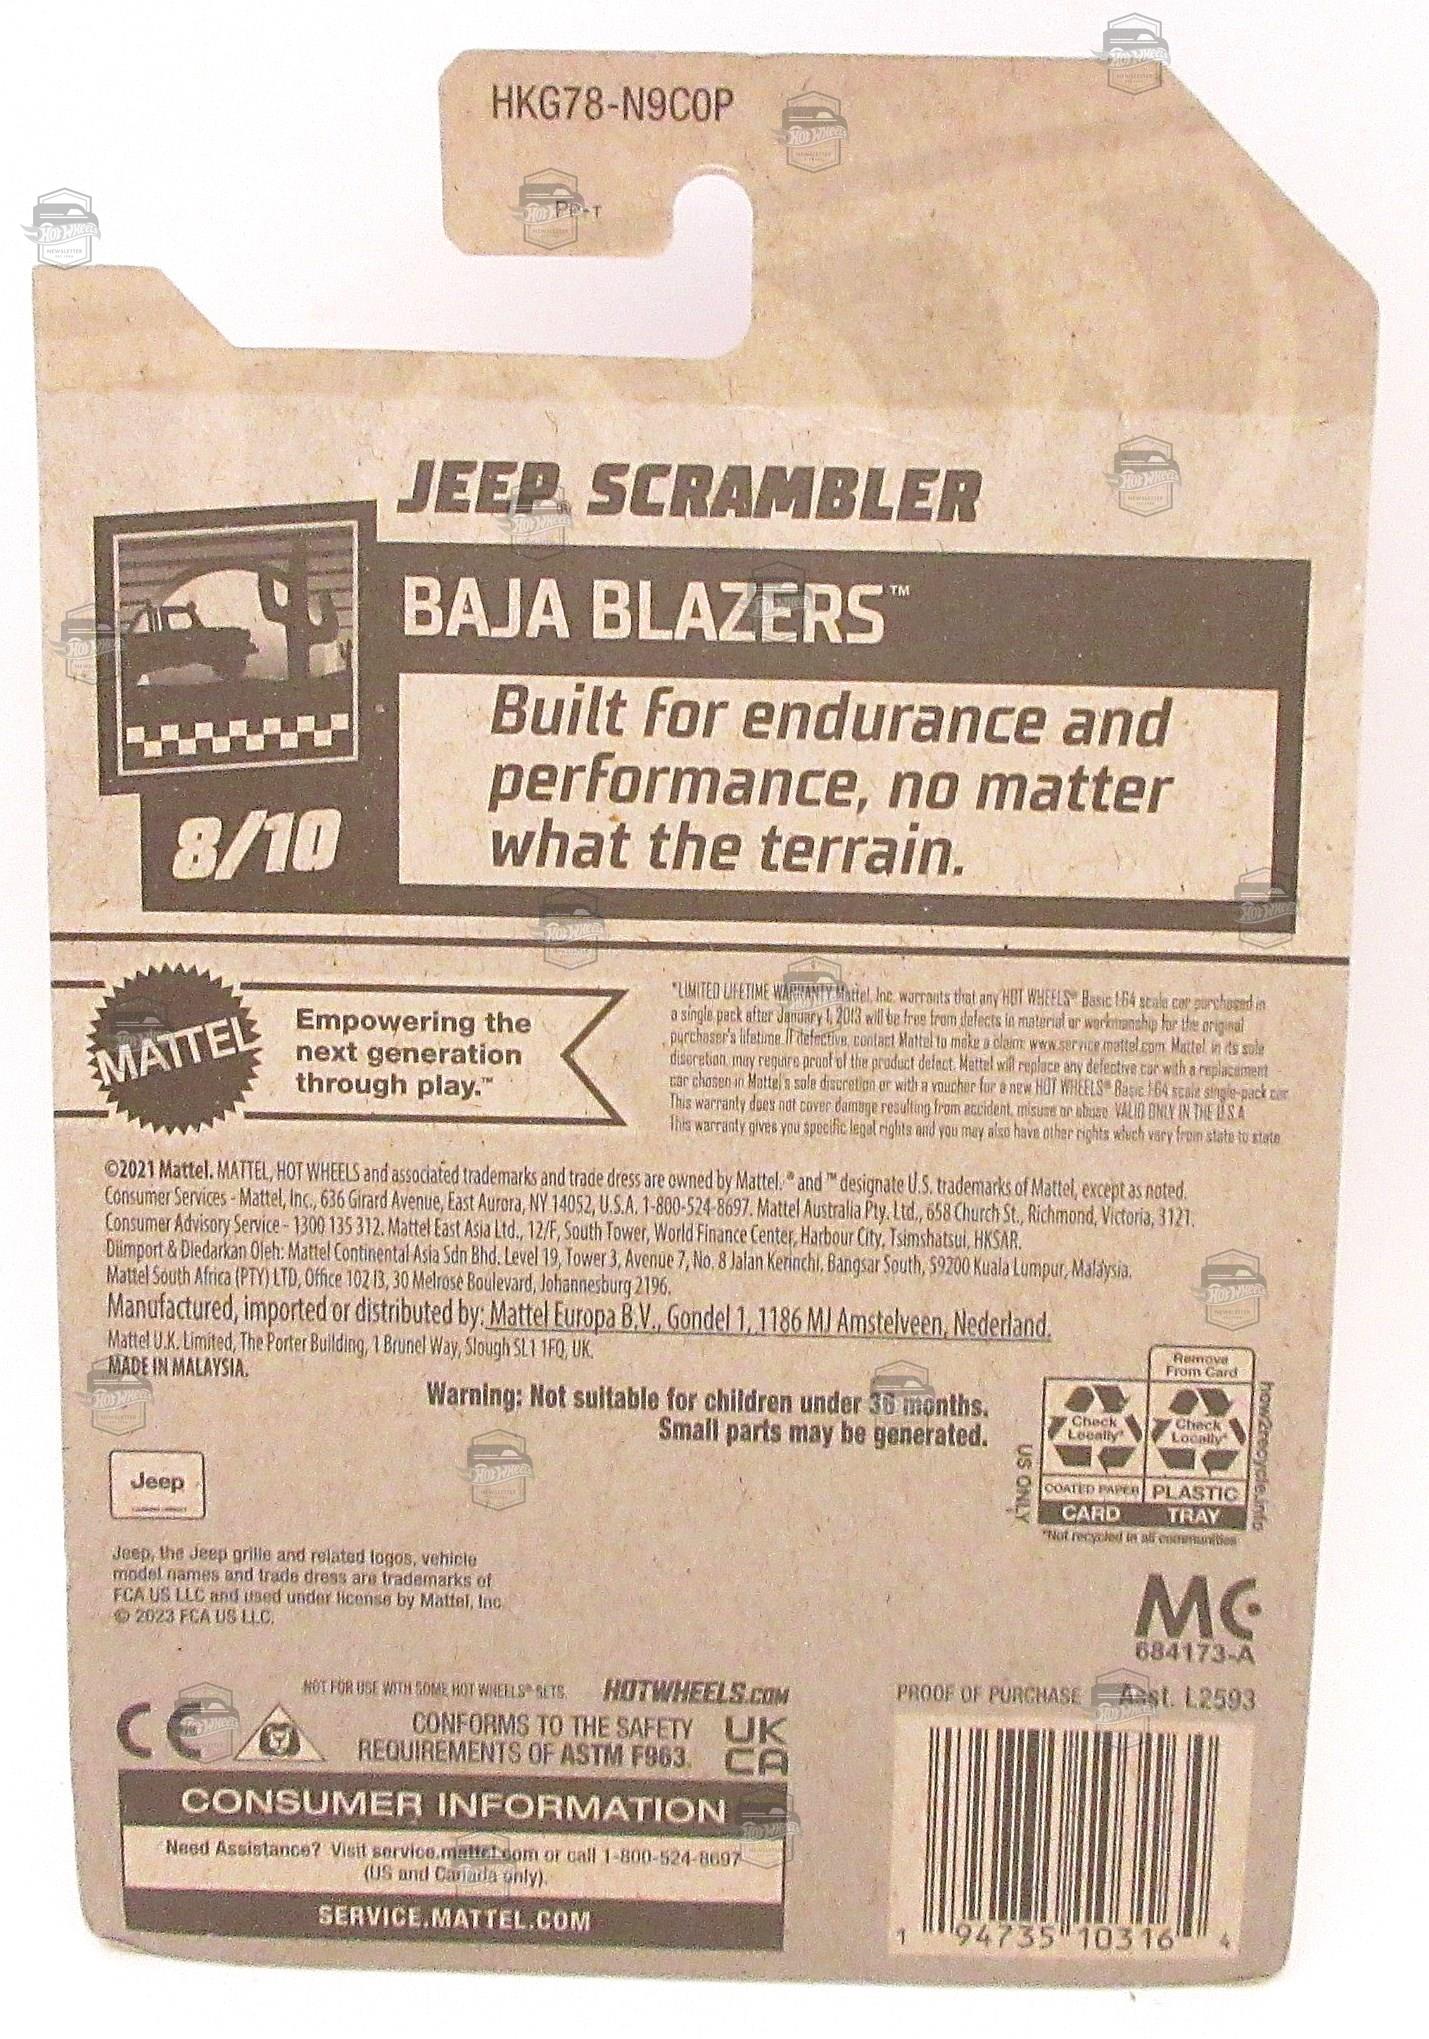 HKG78-N9C0P
JEEP® SCRAMBLER
BAJA BLAZERS™
Built for endurance and
performance, no matter
what the terrain.
8/10
MATTEL
Empowering the
next generation
through play.™
*LIMITED LIFETIME WARRANTY Mattel, Inc. warrants that any HOT WHEELS® Basic 1:64 scale car purchased in
a single pack after January 1, 2013 will be free from defects in material or workmanship for the original
purchaser's lifetime. If defective, contact Mattel to make a claim: www.service.mattel.com. Mattel, in its sole
discretion, may require proof of the product defect. Mattel will replace any defective car with a replacement
car chosen in Mattel's sole discretion or with a voucher for a new HOT WHEELS® Basic 1:64 scale single-pack car.
This warranty does not cover damage resulting from accident, misuse or abuse. VALID ONLY IN THE U.S.A.
This warranty gives you specific legal rights and you may also have other rights which vary from state to state.
©2021 Mattel. MATTEL, HOT WHEELS and associated trademarks and trade dress are owned by Mattel. ® and ™ designate U.S. trademarks of Mattel, except as noted.
Consumer Services - Mattel, Inc., 636 Girard Avenue, East Aurora, NY 14052, U.S.A. 1-800-524-8697. Mattel Australia Pty. Ltd., 658 Church St., Richmond, Victoria, 3121.
Consumer Advisory Service - 1300 135 312. Mattel East Asia Ltd., 12/F, South Tower, World Finance Center, Harbour City, Tsimshatsui, HKSAR.
Diimport & Diedarkan Oleh: Mattel Continental Asia Sdn Bhd. Level 19, Tower 3, Avenue 7, No. 8 Jalan Kerinchi, Bangsar South, 59200 Kuala Lumpur, Malaysia.
Mattel South Africa (PTY) LTD, Office 102 I3, 30 Melrose Boulevard, Johannesburg 2196.
Manufactured, imported or distributed by: Mattel Europa B.V., Gondel 1, 1186 MJ Amstelveen, Nederland.
Mattel U.K. Limited, The Porter Building, 1 Brunel Way, Slough SL1 1FQ, UK.
MADE IN MALAYSIA.
Warning: Not suitable for children under 36 months.
Small parts may be generated.
US ONLY
Remove
From Card
Check
Locally*
Check
Locally*
COATED PAPER
PLASTIC
CARD
TRAY
how2recycle.info
*Not recycled in all communities
Jeep
Jeep, the Jeep grille and related logos, vehicle
model names and trade dress are trademarks of
FCA US LLC and used under license by Mattel, Inc.
© 2023 FCA US LLC.
MC
684173-A
NOT FOR USE WITH SOME HOT WHEELS® SETS.
HOTWHEELS.COM
CE
CONFORMS TO THE SAFETY
REQUIREMENTS OF ASTM F963.
UK
CA
PROOF OF PURCHASE
Asst. L2593
CONSUMER INFORMATION
Need Assistance? Visit service.mattel.com or call 1-800-524-8697
(US and Canada only).
SERVICE.MATTEL.COM
1 94735 10316 4